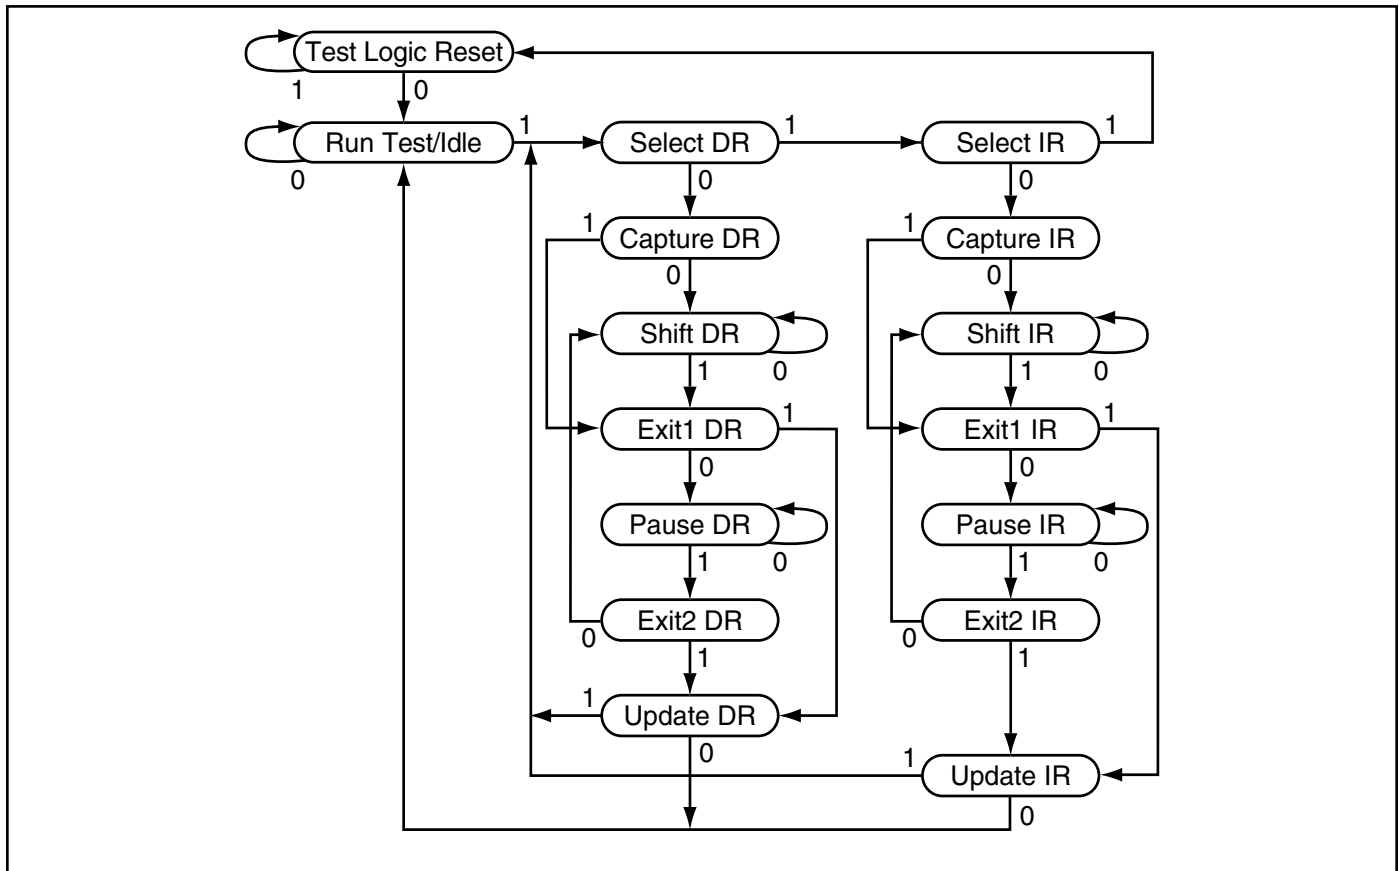 Test Logic Reset
1 0
Run Test/Idle 1 Select DR 1 Select IR 1
0 0 0
1 Capture DR 1 Capture IR
0 0
Shift DR Shift IR
1 0 1 0
Exit1 DR 1 Exit1 IR 1
0 0
Pause DR Pause IR
1 0 1 0
Exit2 DR Exit2 IR
0 1 0 1
1 Update DR
0 1 Update IR
0